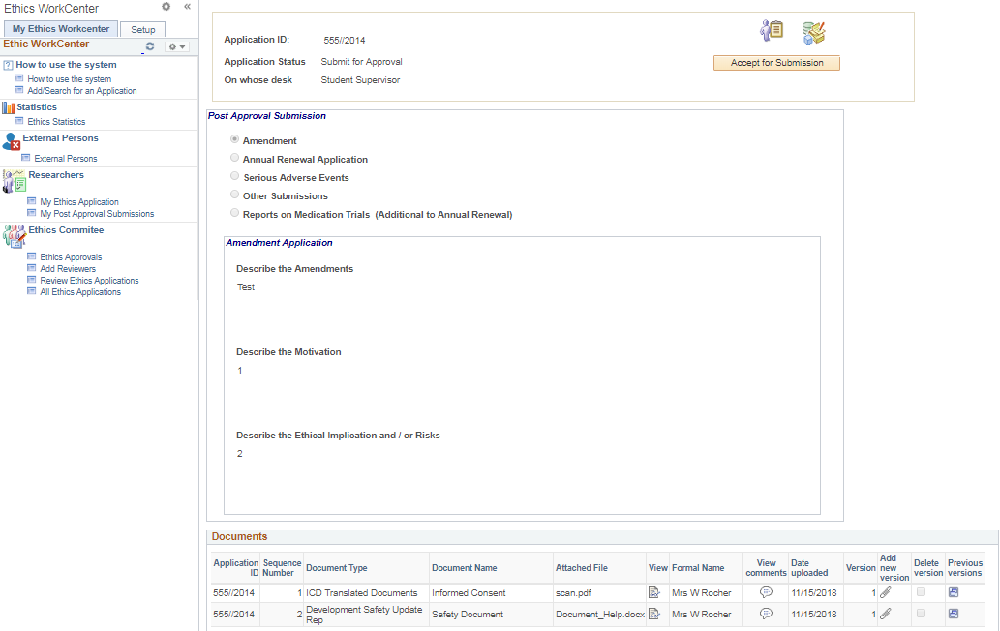 Ethics WorkCenter
«
My Ethics Workcenter
Setup
Ethic WorkCenter
How to use the system
How to use the system
Add/Search for an Application
Statistics
Ethics Statistics
External Persons
External Persons
Researchers
My Ethics Application
My Post Approval Submissions
Ethics Commitee
Ethics Approvals
Add Reviewers
Review Ethics Applications
All Ethics Applications
Application ID: 555//2014
Application Status Submit for Approval
On whose desk Student Supervisor
Accept for Submission
Post Approval Submission
Amendment
Annual Renewal Application
Serious Adverse Events
Other Submissions
Reports on Medication Trials (Additional to Annual Renewal)
Amendment Application
Describe the Amendments
Test
Describe the Motivation
1
Describe the Ethical Implication and / or Risks
2
Documents
Application ID Sequence Number Document Type Document Name Attached File View Formal Name View comments Date uploaded Version Add new version Delete version Previous versions
555//2014 1 ICD Translated Documents Informed Consent scan.pdf Mrs W Rocher 11/15/2018 1
555//2014 2 Development Safety Update Rep Safety Document Document_Help.docx Mrs W Rocher 11/15/2018 1